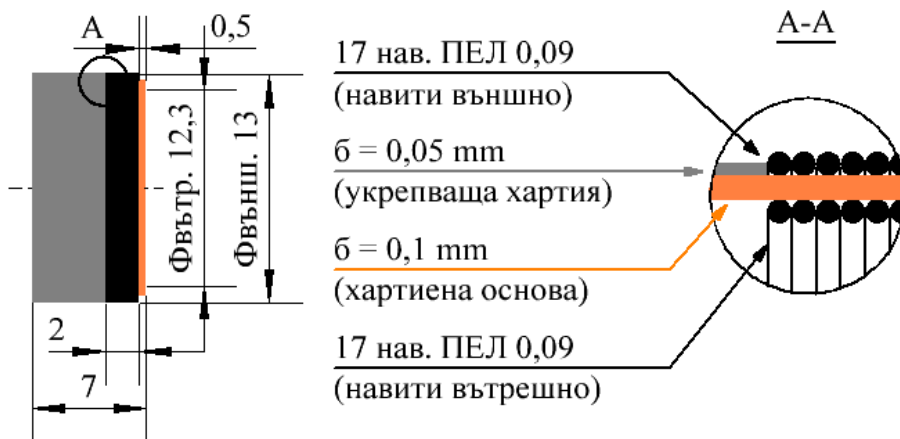 А
0,5
Фвътр. 12,3
Фвънш. 13
2
7
17 нав. ПЕЛ 0,09
(навити външно)
б = 0,05 mm
(укрепваща хартия)
б = 0,1 mm
(хартиена основа)
17 нав. ПЕЛ 0,09
(навити вътрешно)
А-А